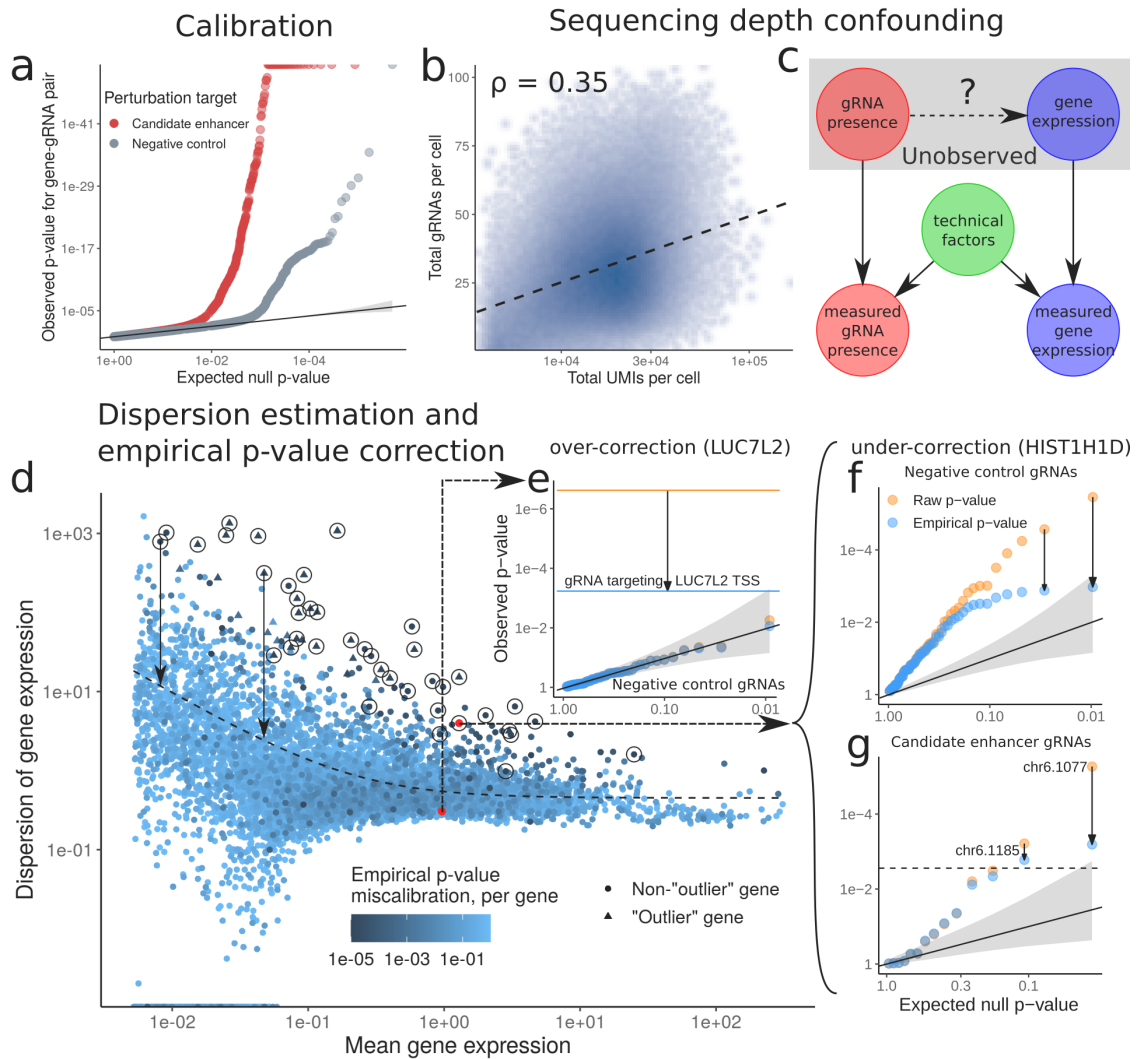 Calibration
Sequencing depth confounding
a
Observed p-value for gene-gRNA pair
Perturbation target
Candidate enhancer
Negative control
1e-41
1e-29
1e-17
1e-05
1e+00
1e-02
1e-04
Expected null p-value
b
ρ = 0.35
Total gRNAs per cell
100
75
50
25
1e+04
3e+04
1e+05
Total UMIs per cell
c
gRNA
presence
?
gene
expression
Unobserved
technical
factors
measured
gRNA
presence
measured
gene
expression
Dispersion estimation and
empirical p-value correction
d
Dispersion of gene expression
1e+03
1e+01
1e-01
Empirical p-value
miscalibration, per gene
1e-05 1e-03 1e-01
Non-"outlier" gene
"Outlier" gene
1e-02
1e-01
1e+00
1e+01
1e+02
Mean gene expression
over-correction (LUC7L2)
e
Observed p-value
1e-6
1e-4
1e-2
1
gRNA targeting LUC7L2 TSS
Negative control gRNAs
1.00
0.10
0.01
under-correction (HIST1H1D)
f
Negative control gRNAs
Raw p-value
Empirical p-value
1e-4
1e-2
1
1.00
0.10
0.01
g
Candidate enhancer gRNAs
chr6.1077
chr6.1185
1e-4
1e-2
1
1.0
0.3
0.1
Expected null p-value